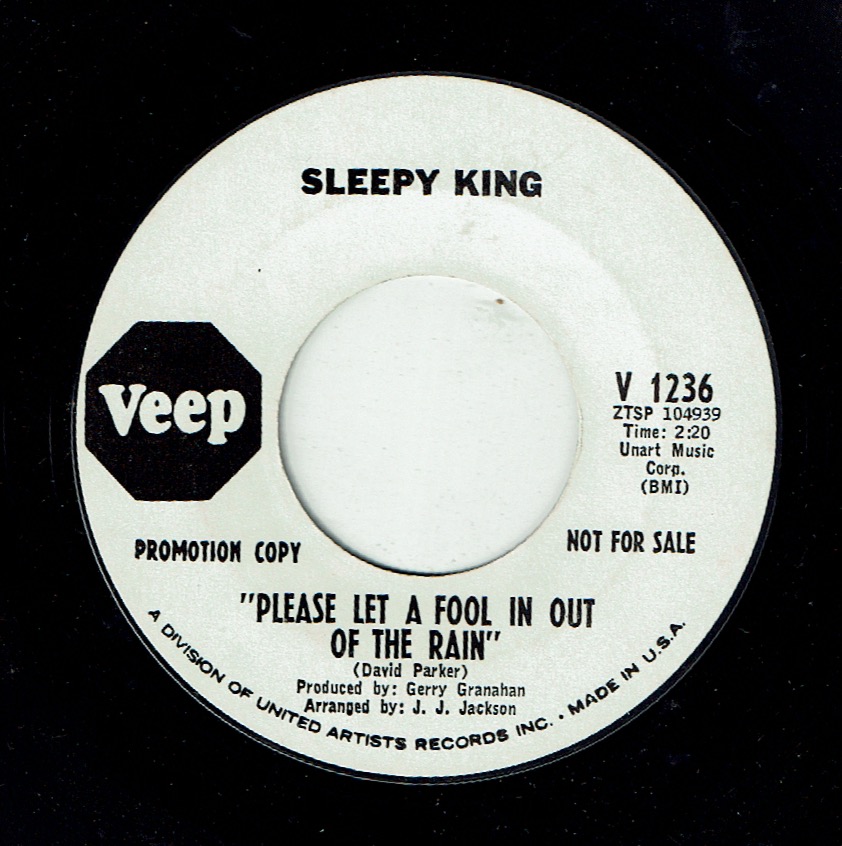 SLEEPY KING
Veep
V 1236
ZTSP 104939
Time: 2:20
Unart Music
Corp.
(BMI)
PROMOTION COPY
NOT FOR SALE
"PLEASE LET A FOOL IN OUT
OF THE RAIN"
(David Parker)
Produced by: Gerry Granahan
Arranged by: J. J. Jackson
A DIVISION OF UNITED ARTISTS RECORDS INC. • MADE IN U.S.A.